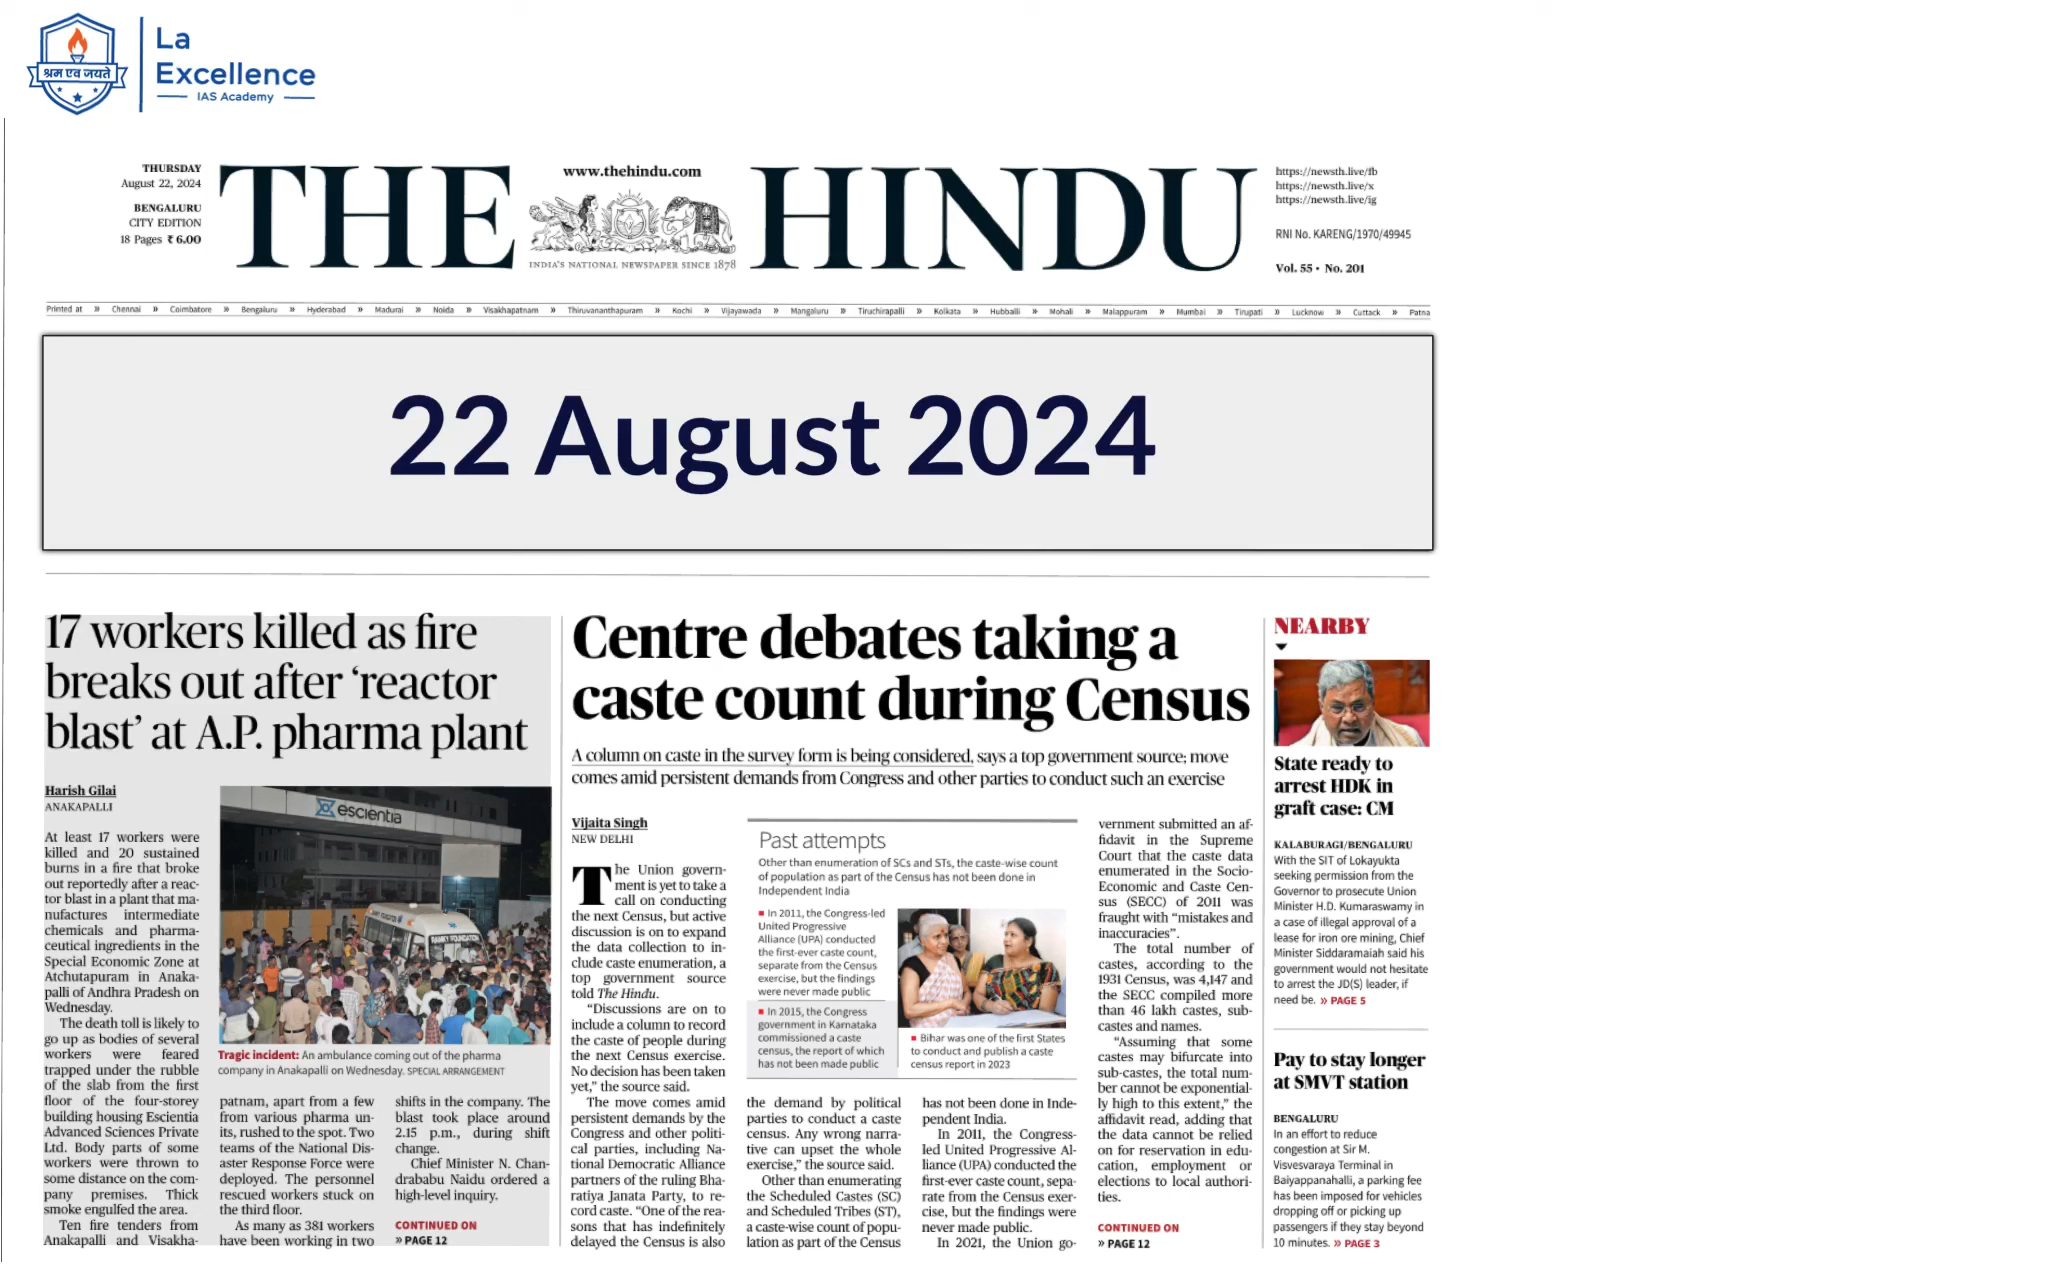 श्रम एव जयते
La
Excellence
IAS Academy
THURSDAY
August 22, 2024
BENGALURU
CITY EDITION
18 Pages ₹ 6.00
THE HINDU
www.thehindu.com
INDIA'S NATIONAL NEWSPAPER SINCE 1878
https://newsth.live/fb
https://newsth.live/x
https://newsth.live/ig
RNI No. KARENG/1970/49945
Vol. 55 • No. 201
Printed at » Chennai » Coimbatore » Bengaluru » Hyderabad » Madurai » Noida » Visakhapatnam » Thiruvananthapuram » Kochi » Vijayawada » Mangaluru » Tiruchirapalli » Kolkata » Hubballi » Mohali » Malappuram » Mumbai » Tirupati » Lucknow » Cuttack » Patna
22 August 2024
17 workers killed as fire
breaks out after ‘reactor
blast’ at A.P. pharma plant
Harish Gilai
ANAKAPALLI
At least 17 workers were
killed and 20 sustained
burns in a fire that broke
out reportedly after a reac-
tor blast in a plant that ma-
nufactures intermediate
chemicals and pharma-
ceutical ingredients in the
Special Economic Zone at
Atchutapuram in Anaka-
palli of Andhra Pradesh on
Wednesday.
The death toll is likely to
go up as bodies of several
workers were feared
trapped under the rubble
of the slab from the first
floor of the four-storey
building housing Escientia
Advanced Sciences Private
Ltd. Body parts of some
workers were thrown to
some distance on the com-
pany premises. Thick
smoke engulfed the area.
Ten fire tenders from
Anakapalli and Visakha-
escientia
RAMKY FOUNDATION
Tragic incident: An ambulance coming out of the pharma
company in Anakapalli on Wednesday. SPECIAL ARRANGEMENT
patnam, apart from a few
from various pharma un-
its, rushed to the spot. Two
teams of the National Dis-
aster Response Force were
deployed. The personnel
rescued workers stuck on
the third floor.
As many as 381 workers
have been working in two
shifts in the company. The
blast took place around
2.15 p.m., during shift
change.
Chief Minister N. Chan-
drababu Naidu ordered a
high-level inquiry.
CONTINUED ON
» PAGE 12
Centre debates taking a
caste count during Census
A column on caste in the survey form is being considered, says a top government source; move
comes amid persistent demands from Congress and other parties to conduct such an exercise
Vijaita Singh
NEW DELHI
The Union govern-
ment is yet to take a
call on conducting
the next Census, but active
discussion is on to expand
the data collection to in-
clude caste enumeration, a
top government source
told The Hindu.
“Discussions are on to
include a column to record
the caste of people during
the next Census exercise.
No decision has been taken
yet,” the source said.
The move comes amid
persistent demands by the
Congress and other politi-
cal parties, including Na-
tional Democratic Alliance
partners of the ruling Bha-
ratiya Janata Party, to re-
cord caste. “One of the rea-
sons that has indefinitely
delayed the Census is also
Past attempts
Other than enumeration of SCs and STs, the caste-wise count
of population as part of the Census has not been done in
Independent India
■ In 2011, the Congress-led
United Progressive
Alliance (UPA) conducted
the first-ever caste count,
separate from the Census
exercise, but the findings
were never made public
■ In 2015, the Congress
government in Karnataka
commissioned a caste
census, the report of which
has not been made public
■ Bihar was one of the first States
to conduct and publish a caste
census report in 2023
the demand by political
parties to conduct a caste
census. Any wrong narra-
tive can upset the whole
exercise,” the source said.
Other than enumerating
the Scheduled Castes (SC)
and Scheduled Tribes (ST),
a caste-wise count of popu-
lation as part of the Census
has not been done in Inde-
pendent India.
In 2011, the Congress-
led United Progressive Al-
liance (UPA) conducted the
first-ever caste count, sepa-
rate from the Census exer-
cise, but the findings were
never made public.
In 2021, the Union go-
vernment submitted an af-
fidavit in the Supreme
Court that the caste data
enumerated in the Socio-
Economic and Caste Cen-
sus (SECC) of 2011 was
fraught with “mistakes and
inaccuracies”.
The total number of
castes, according to the
1931 Census, was 4,147 and
the SECC compiled more
than 46 lakh castes, sub-
castes and names.
“Assuming that some
castes may bifurcate into
sub-castes, the total num-
ber cannot be exponential-
ly high to this extent,” the
affidavit read, adding that
the data cannot be relied
on for reservation in edu-
cation, employment or
elections to local authori-
ties.
CONTINUED ON
» PAGE 12
NEARBY
State ready to
arrest HDK in
graft case: CM
KALABURAGI/BENGALURU
With the SIT of Lokayukta
seeking permission from the
Governor to prosecute Union
Minister H.D. Kumaraswamy in
a case of illegal approval of a
lease for iron ore mining, Chief
Minister Siddaramaiah said his
government would not hesitate
to arrest the JD(S) leader, if
need be. » PAGE 5
Pay to stay longer
at SMVT station
BENGALURU
In an effort to reduce
congestion at Sir M.
Visvesvaraya Terminal in
Baiyappanahalli, a parking fee
has been imposed for vehicles
dropping off or picking up
passengers if they stay beyond
10 minutes. » PAGE 3